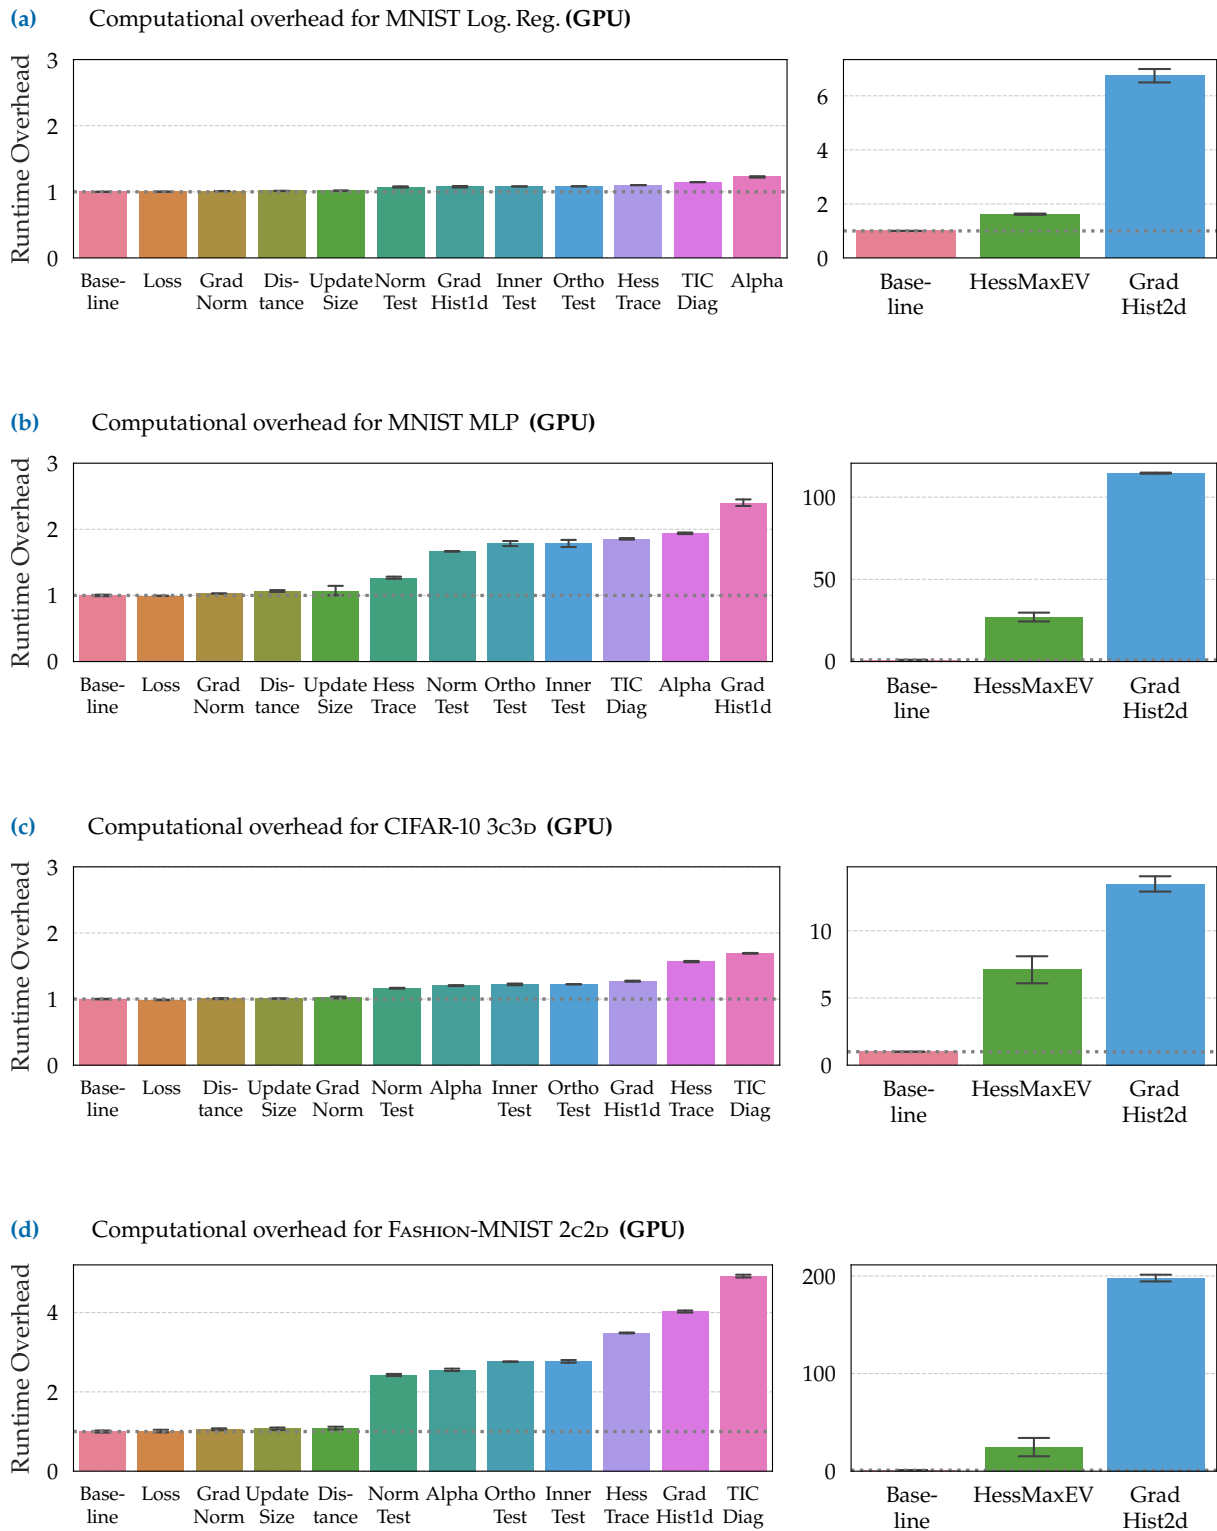 (a) Computational overhead for MNIST Log. Reg. (GPU)
Runtime Overhead
3
2
1
0
Base-line Loss Grad Norm Dis-tance Update Size Norm Test Grad Hist1d Inner Test Ortho Test Hess Trace TIC Diag Alpha
6
4
2
0
Base-line HessMaxEV Grad Hist2d
(b) Computational overhead for MNIST MLP (GPU)
Runtime Overhead
3
2
1
0
Base-line Loss Grad Norm Dis-tance Update Size Hess Trace Norm Test Ortho Test Inner Test TIC Diag Alpha Grad Hist1d
100
50
0
Base-line HessMaxEV Grad Hist2d
(c) Computational overhead for CIFAR-10 3C3D (GPU)
Runtime Overhead
3
2
1
0
Base-line Loss Dis-tance Update Size Grad Norm Norm Test Alpha Inner Test Ortho Test Grad Hist1d Hess Trace TIC Diag
10
5
0
Base-line HessMaxEV Grad Hist2d
(d) Computational overhead for FASHION-MNIST 2C2D (GPU)
Runtime Overhead
4
2
0
Base-line Loss Grad Norm Update Size Dis-tance Norm Test Alpha Ortho Test Inner Test Hess Trace Grad Hist1d TIC Diag
200
100
0
Base-line HessMaxEV Grad Hist2d